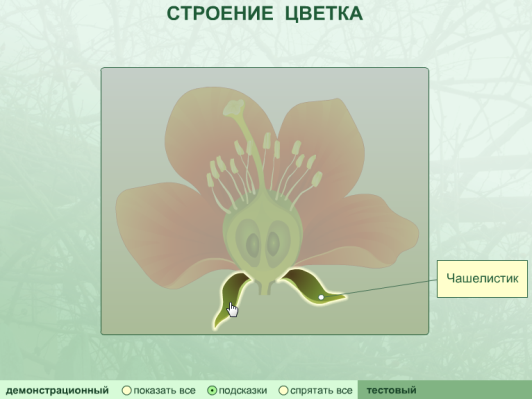 СТРОЕНИЕ ЦВЕТКА
Чашелистик
демонстрационный показать все подсказки спрятать все тестовый